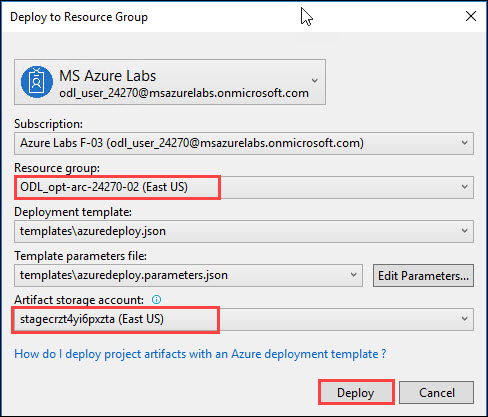 Deploy to Resource Group
MS Azure Labs
odl_user_24270@msazurelabs.onmicrosoft.com
Subscription:
Azure Labs F-03 (odl_user_24270@msazurelabs.onmicrosoft.com)
Resource group:
ODL_opt-arc-24270-02 (East US)
Deployment template:
templates\azuredeploy.json
Template parameters file:
templates\azuredeploy.parameters.json
Edit Parameters...
Artifact storage account:
stagecrzt4yi6pxzta (East US)
How do I deploy project artifacts with an Azure deployment template ?
Deploy
Cancel